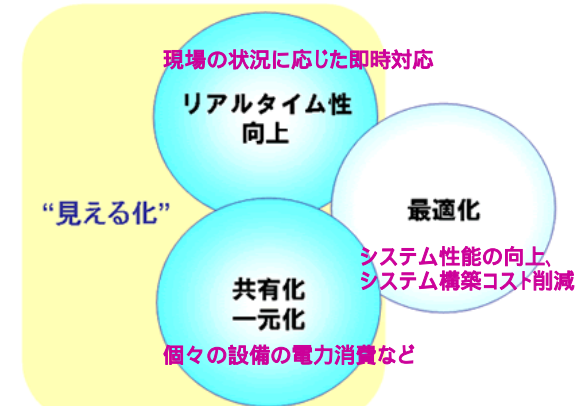 現場の状況に応じた即時対応
リアルタイム性
向上
“見える化”
最適化
システム性能の向上、
システム構築コスト削減
共有化
一元化
個々の設備の電力消費など